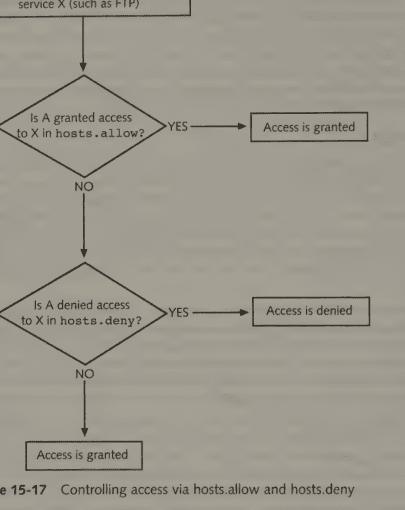 service X (such as FTP)
Is A granted access
to X in hosts.allow?
YES
Access is granted
NO
Is A denied access
to X in hosts.deny?
YES
Access is denied
NO
Access is granted
e 15-17 Controlling access via hosts.allow and hosts.deny